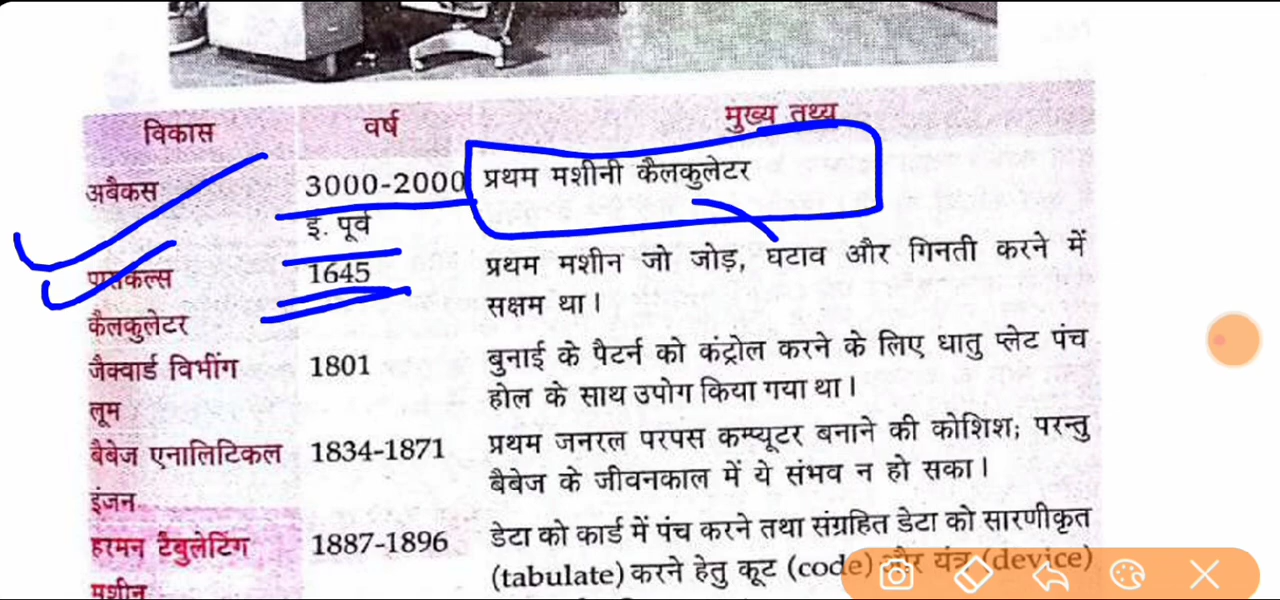 विकास वर्ष मुख्य तथ्य
अबैकस 3000-2000 प्रथम मशीनी कैलकुलेटर
इ. पूर्व
पास्कल्स 1645 प्रथम मशीन जो जोड़, घटाव और गिनती करने में
सक्षम था।
कैलकुलेटर
जैक्वार्ड विभींग 1801 बुनाई के पैटर्न को कंट्रोल करने के लिए धातु प्लेट पंच
लूम होल के साथ उपोग किया गया था।
बैबेज एनालिटिकल 1834-1871 प्रथम जनरल परपस कम्प्यूटर बनाने की कोशिश; परन्तु
इंजन बैबेज के जीवनकाल में ये संभव न हो सका।
हरमन टैबुलेटिंग 1887-1896 डेटा को कार्ड में पंच करने तथा संग्रहित डेटा को सारणीकृत
मशीन (tabulate) करने हेतु कूट (code) और यंत्र (device)